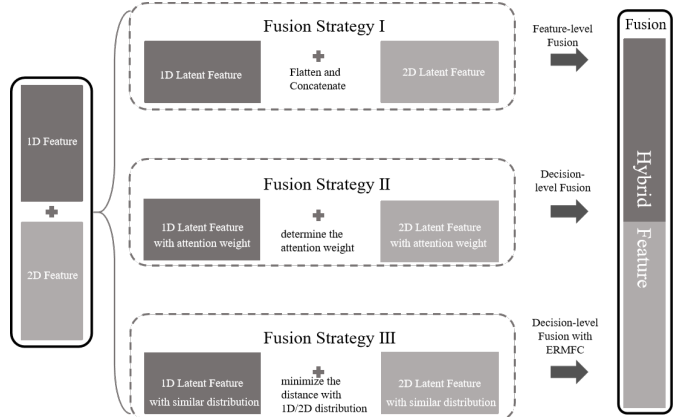 1D Feature
+
2D Feature
Fusion Strategy I
1D Latent Feature
+
Flatten and
Concatenate
2D Latent Feature
Feature-level
Fusion
Fusion Strategy II
1D Latent Feature
with attention weight
+
determine the
attention weight
2D Latent Feature
with attention weight
Decision-
level Fusion
Fusion Strategy III
1D Latent Feature
with similar distribution
+
minimize the
distance with
1D/2D distribution
2D Latent Feature
with similar distribution
Decision-level
Fusion with
ERMFC
Fusion
Hybrid
Feature